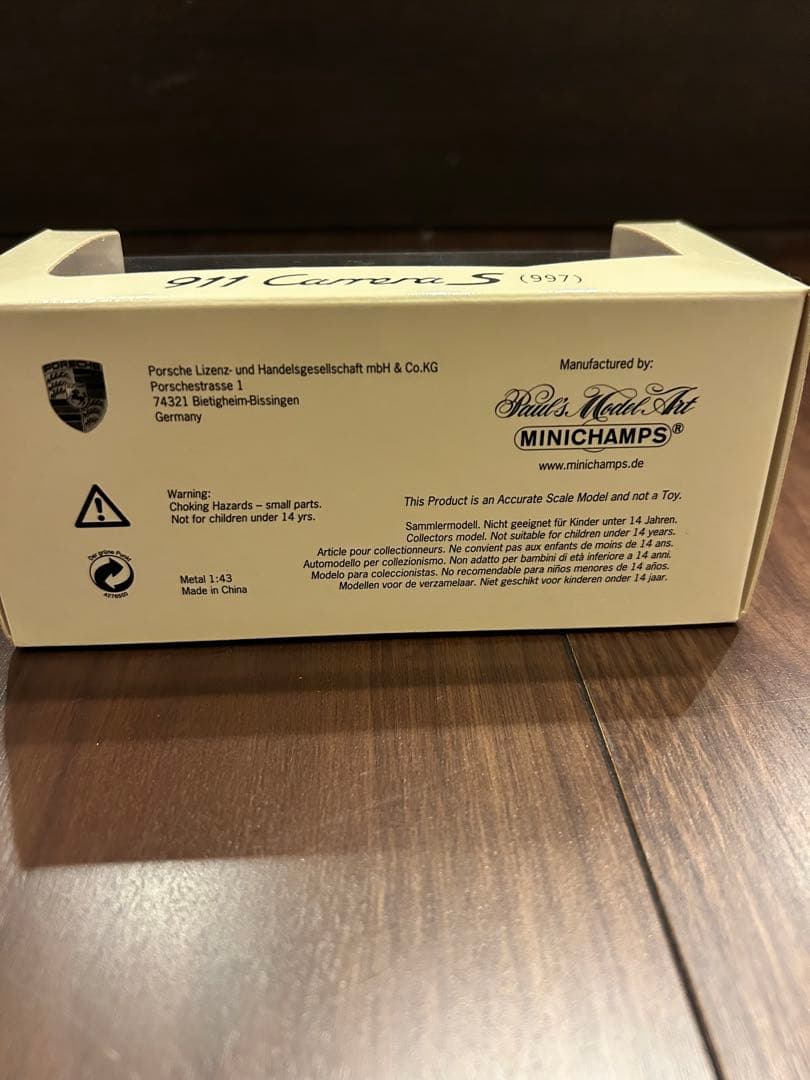 911 Carrera S (997)
PORSCHE
Porsche Lizenz- und Handelsgesellschaft mbH & Co.KG
Porschestrasse 1
74321 Bietigheim-Bissingen
Germany
Manufactured by:
Paul's Model Art
MINICHAMPS®
www.minichamps.de
Warning:
Choking Hazards – small parts.
Not for children under 14 yrs.
This Product is an Accurate Scale Model and not a Toy.
Sammlermodell. Nicht geeignet für Kinder unter 14 Jahren.
Collectors model. Not suitable for children under 14 years.
Article pour collectionneurs. Ne convient pas aux enfants de moins de 14 ans.
Automodello per collezionismo. Non adatto per bambini di età inferiore a 14 anni.
Modelo para coleccionistas. No recomendable para niños menores de 14 años.
Modellen voor de verzamelaar. Niet geschikt voor kinderen onder 14 jaar.
Der grüne Punkt
Metal 1:43
Made in China